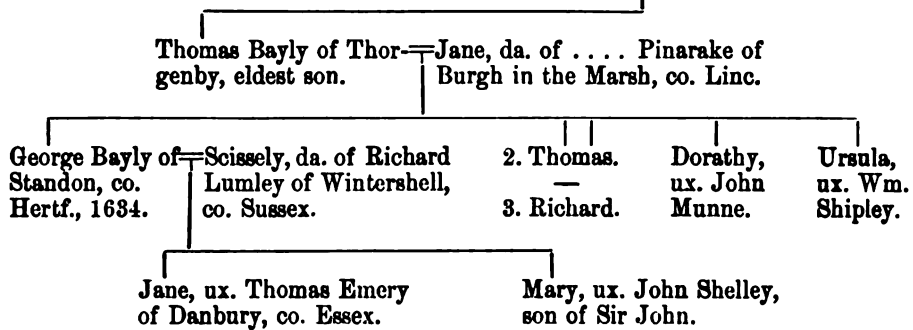 Thomas Bayly of Thor-=Jane, da. of .... Pinarake of
genby, eldest son. Burgh in the Marsh, co. Linc.
George Bayly of=Scissely, da. of Richard 2. Thomas. Dorathy, Ursula,
Standon, co. Lumley of Wintershell, — ux. John ux. Wm.
Hertf., 1634. co. Sussex. 3. Richard. Munne. Shipley.
Jane, ux. Thomas Emery Mary, ux. John Shelley,
of Danbury, co. Essex. son of Sir John.